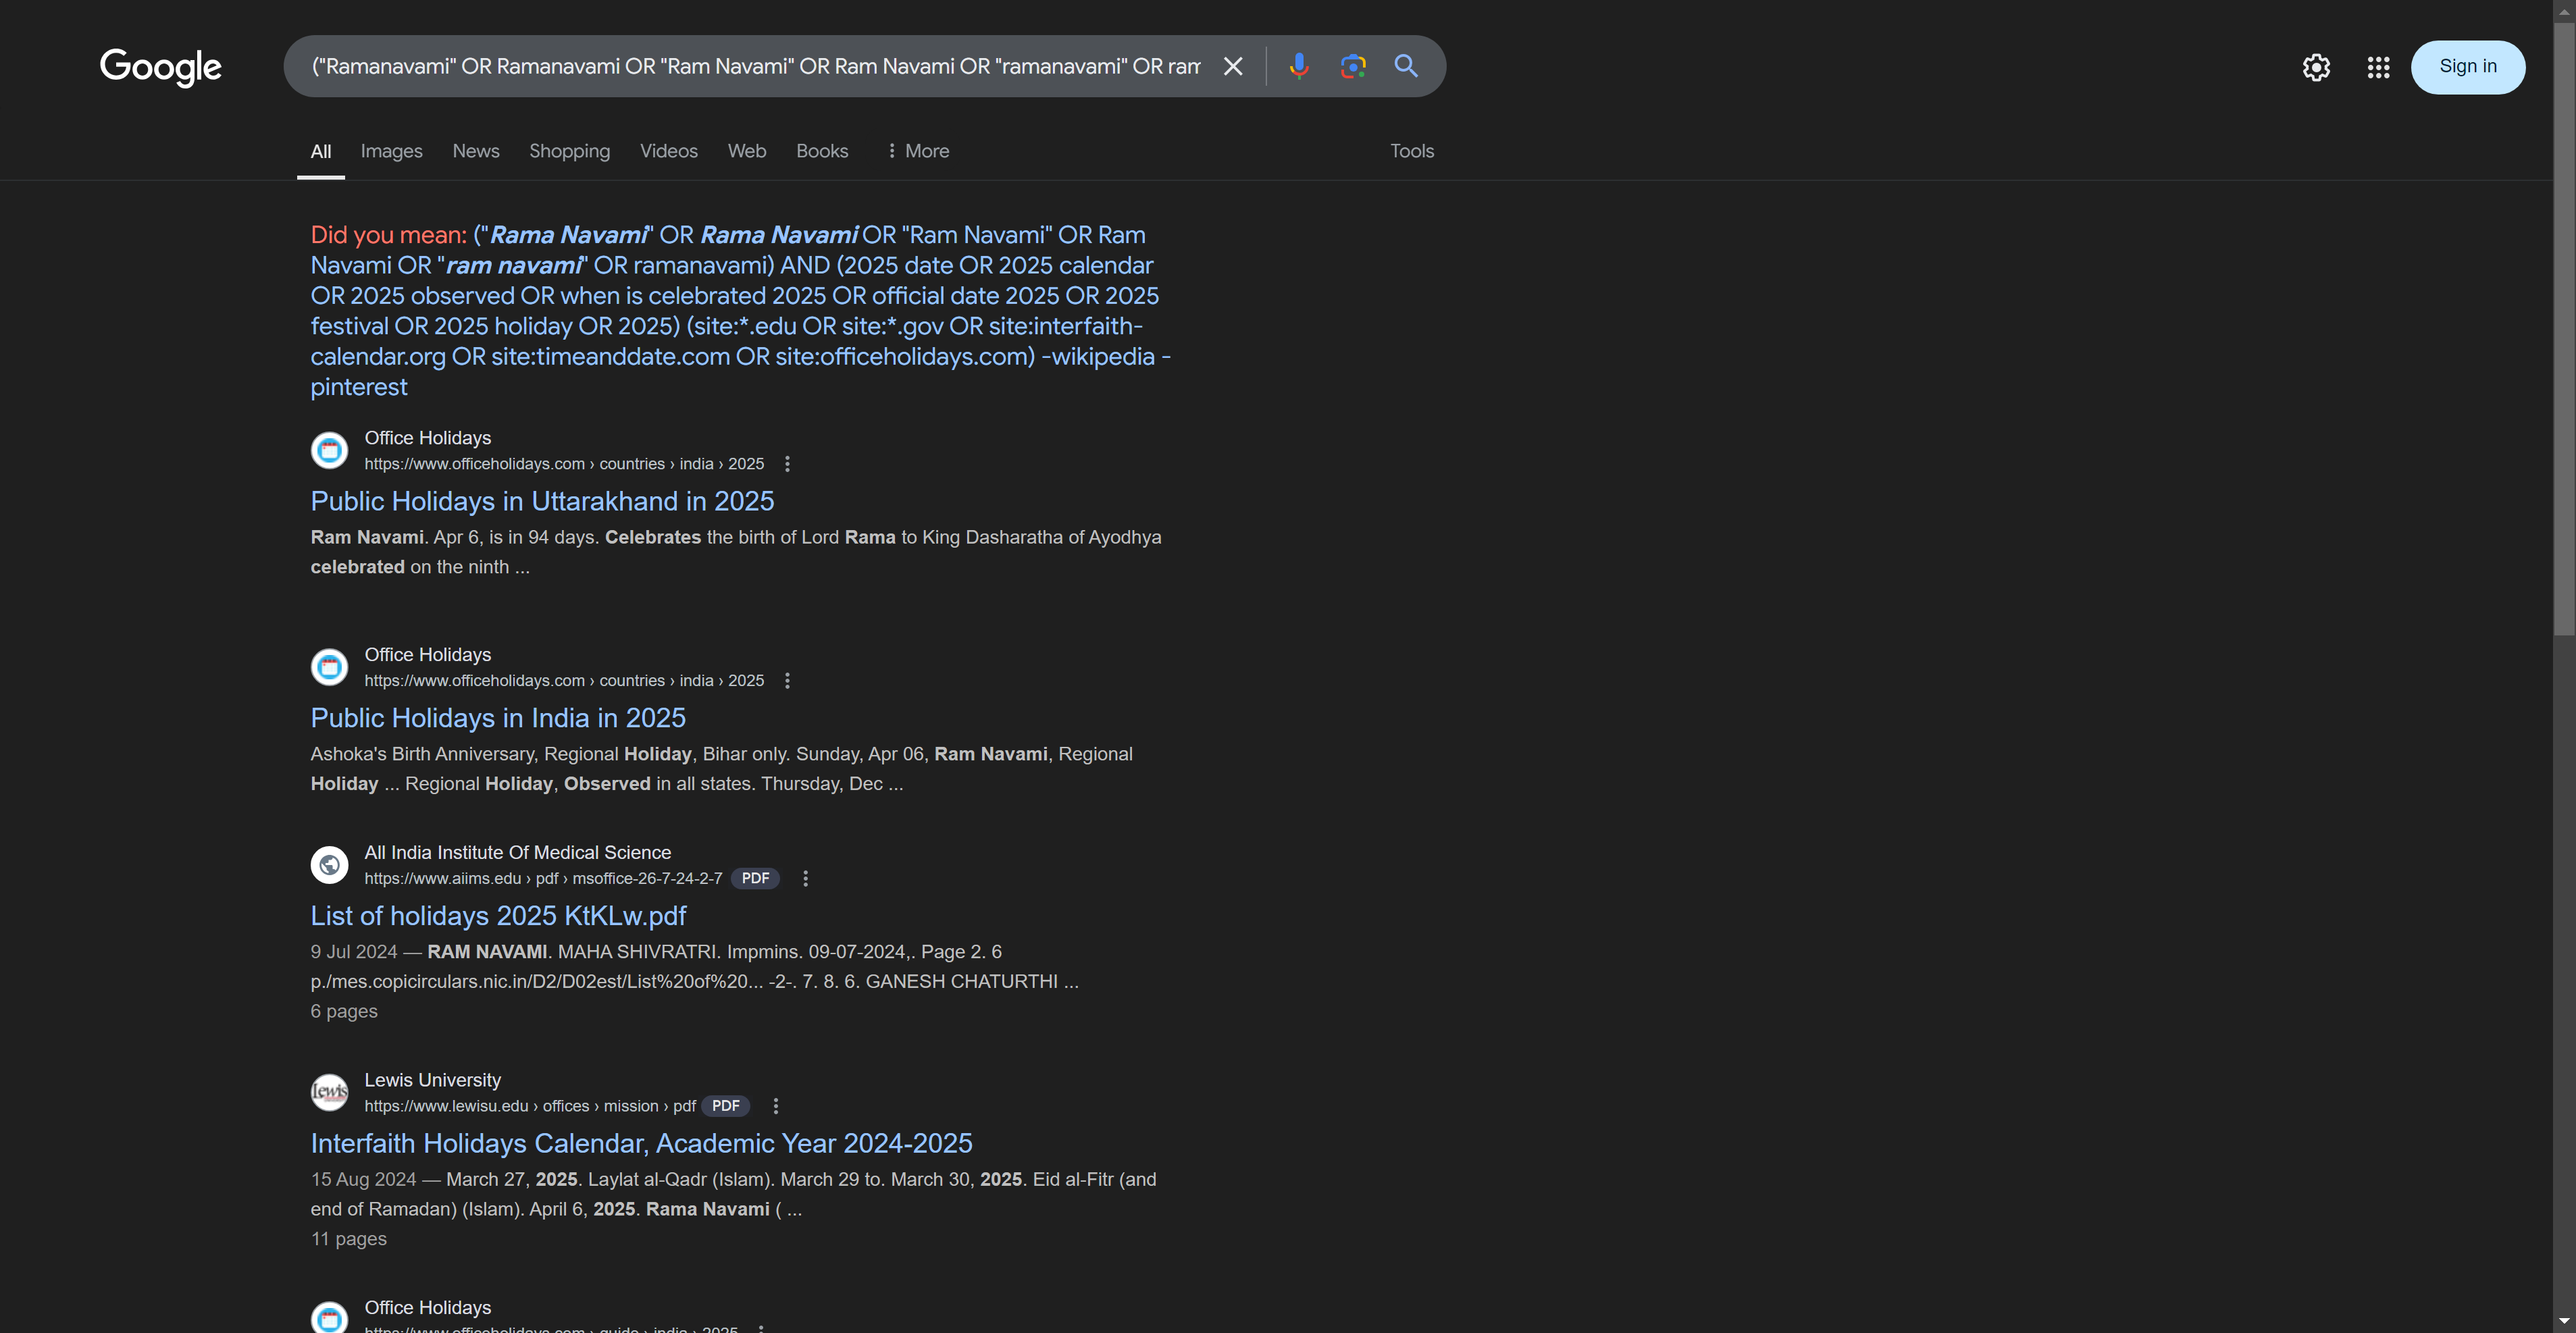 Google
("Ramanavami" OR Ramanavami OR "Ram Navami" OR Ram Navami OR "ramanavami" OR ram
Sign in
All Images News Shopping Videos Web Books More Tools
Did you mean: ("Rama Navami" OR Rama Navami OR "Ram Navami" OR Ram
Navami OR "ram navami" OR ramanavami) AND (2025 date OR 2025 calendar
OR 2025 observed OR when is celebrated 2025 OR official date 2025 OR 2025
festival OR 2025 holiday OR 2025) (site:*.edu OR site:*.gov OR site:interfaith-
calendar.org OR site:timeanddate.com OR site:officeholidays.com) -wikipedia -
pinterest
Office Holidays
https://www.officeholidays.com › countries › india › 2025
Public Holidays in Uttarakhand in 2025
Ram Navami. Apr 6, is in 94 days. Celebrates the birth of Lord Rama to King Dasharatha of Ayodhya
celebrated on the ninth ...
Office Holidays
https://www.officeholidays.com › countries › india › 2025
Public Holidays in India in 2025
Ashoka's Birth Anniversary, Regional Holiday, Bihar only. Sunday, Apr 06, Ram Navami, Regional
Holiday ... Regional Holiday, Observed in all states. Thursday, Dec ...
All India Institute Of Medical Science
https://www.aiims.edu › pdf › msoffice-26-7-24-2-7 PDF
List of holidays 2025 KtKLw.pdf
9 Jul 2024 — RAM NAVAMI. MAHA SHIVRATRI. Impmins. 09-07-2024,. Page 2. 6
p./mes.copicirculars.nic.in/D2/D02est/List%20of%20... -2-. 7. 8. 6. GANESH CHATURTHI ...
6 pages
lewis
Lewis University
https://www.lewisu.edu › offices › mission › pdf PDF
Interfaith Holidays Calendar, Academic Year 2024-2025
15 Aug 2024 — March 27, 2025. Laylat al-Qadr (Islam). March 29 to. March 30, 2025. Eid al-Fitr (and
end of Ramadan) (Islam). April 6, 2025. Rama Navami ( ...
11 pages
Office Holidays
https://www.officeholidays.com › guide › india › 2025